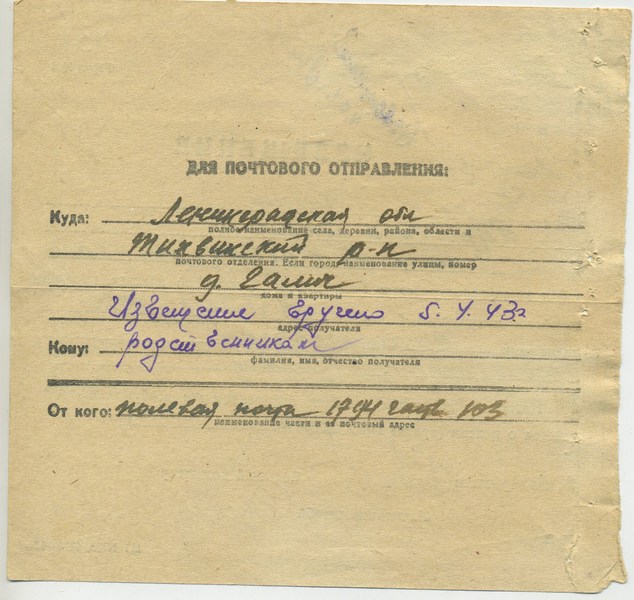 ДЛЯ ПОЧТОВОГО ОТПРАВЛЕНИЯ:
Куда: Ленинградская обл
полное наименование села, деревни, района, области и
Тихвинский р-н
почтового отделения. Если город, наименование улицы, номер
д. Галич
дома и квартиры
Извещение вручено 5. 4. 43г
адрес получателя
Кому: родственникам
фамилия, имя, отчество получателя
От кого: полевая почта 1794 часть 103
наименование части и ее почтовый адрес